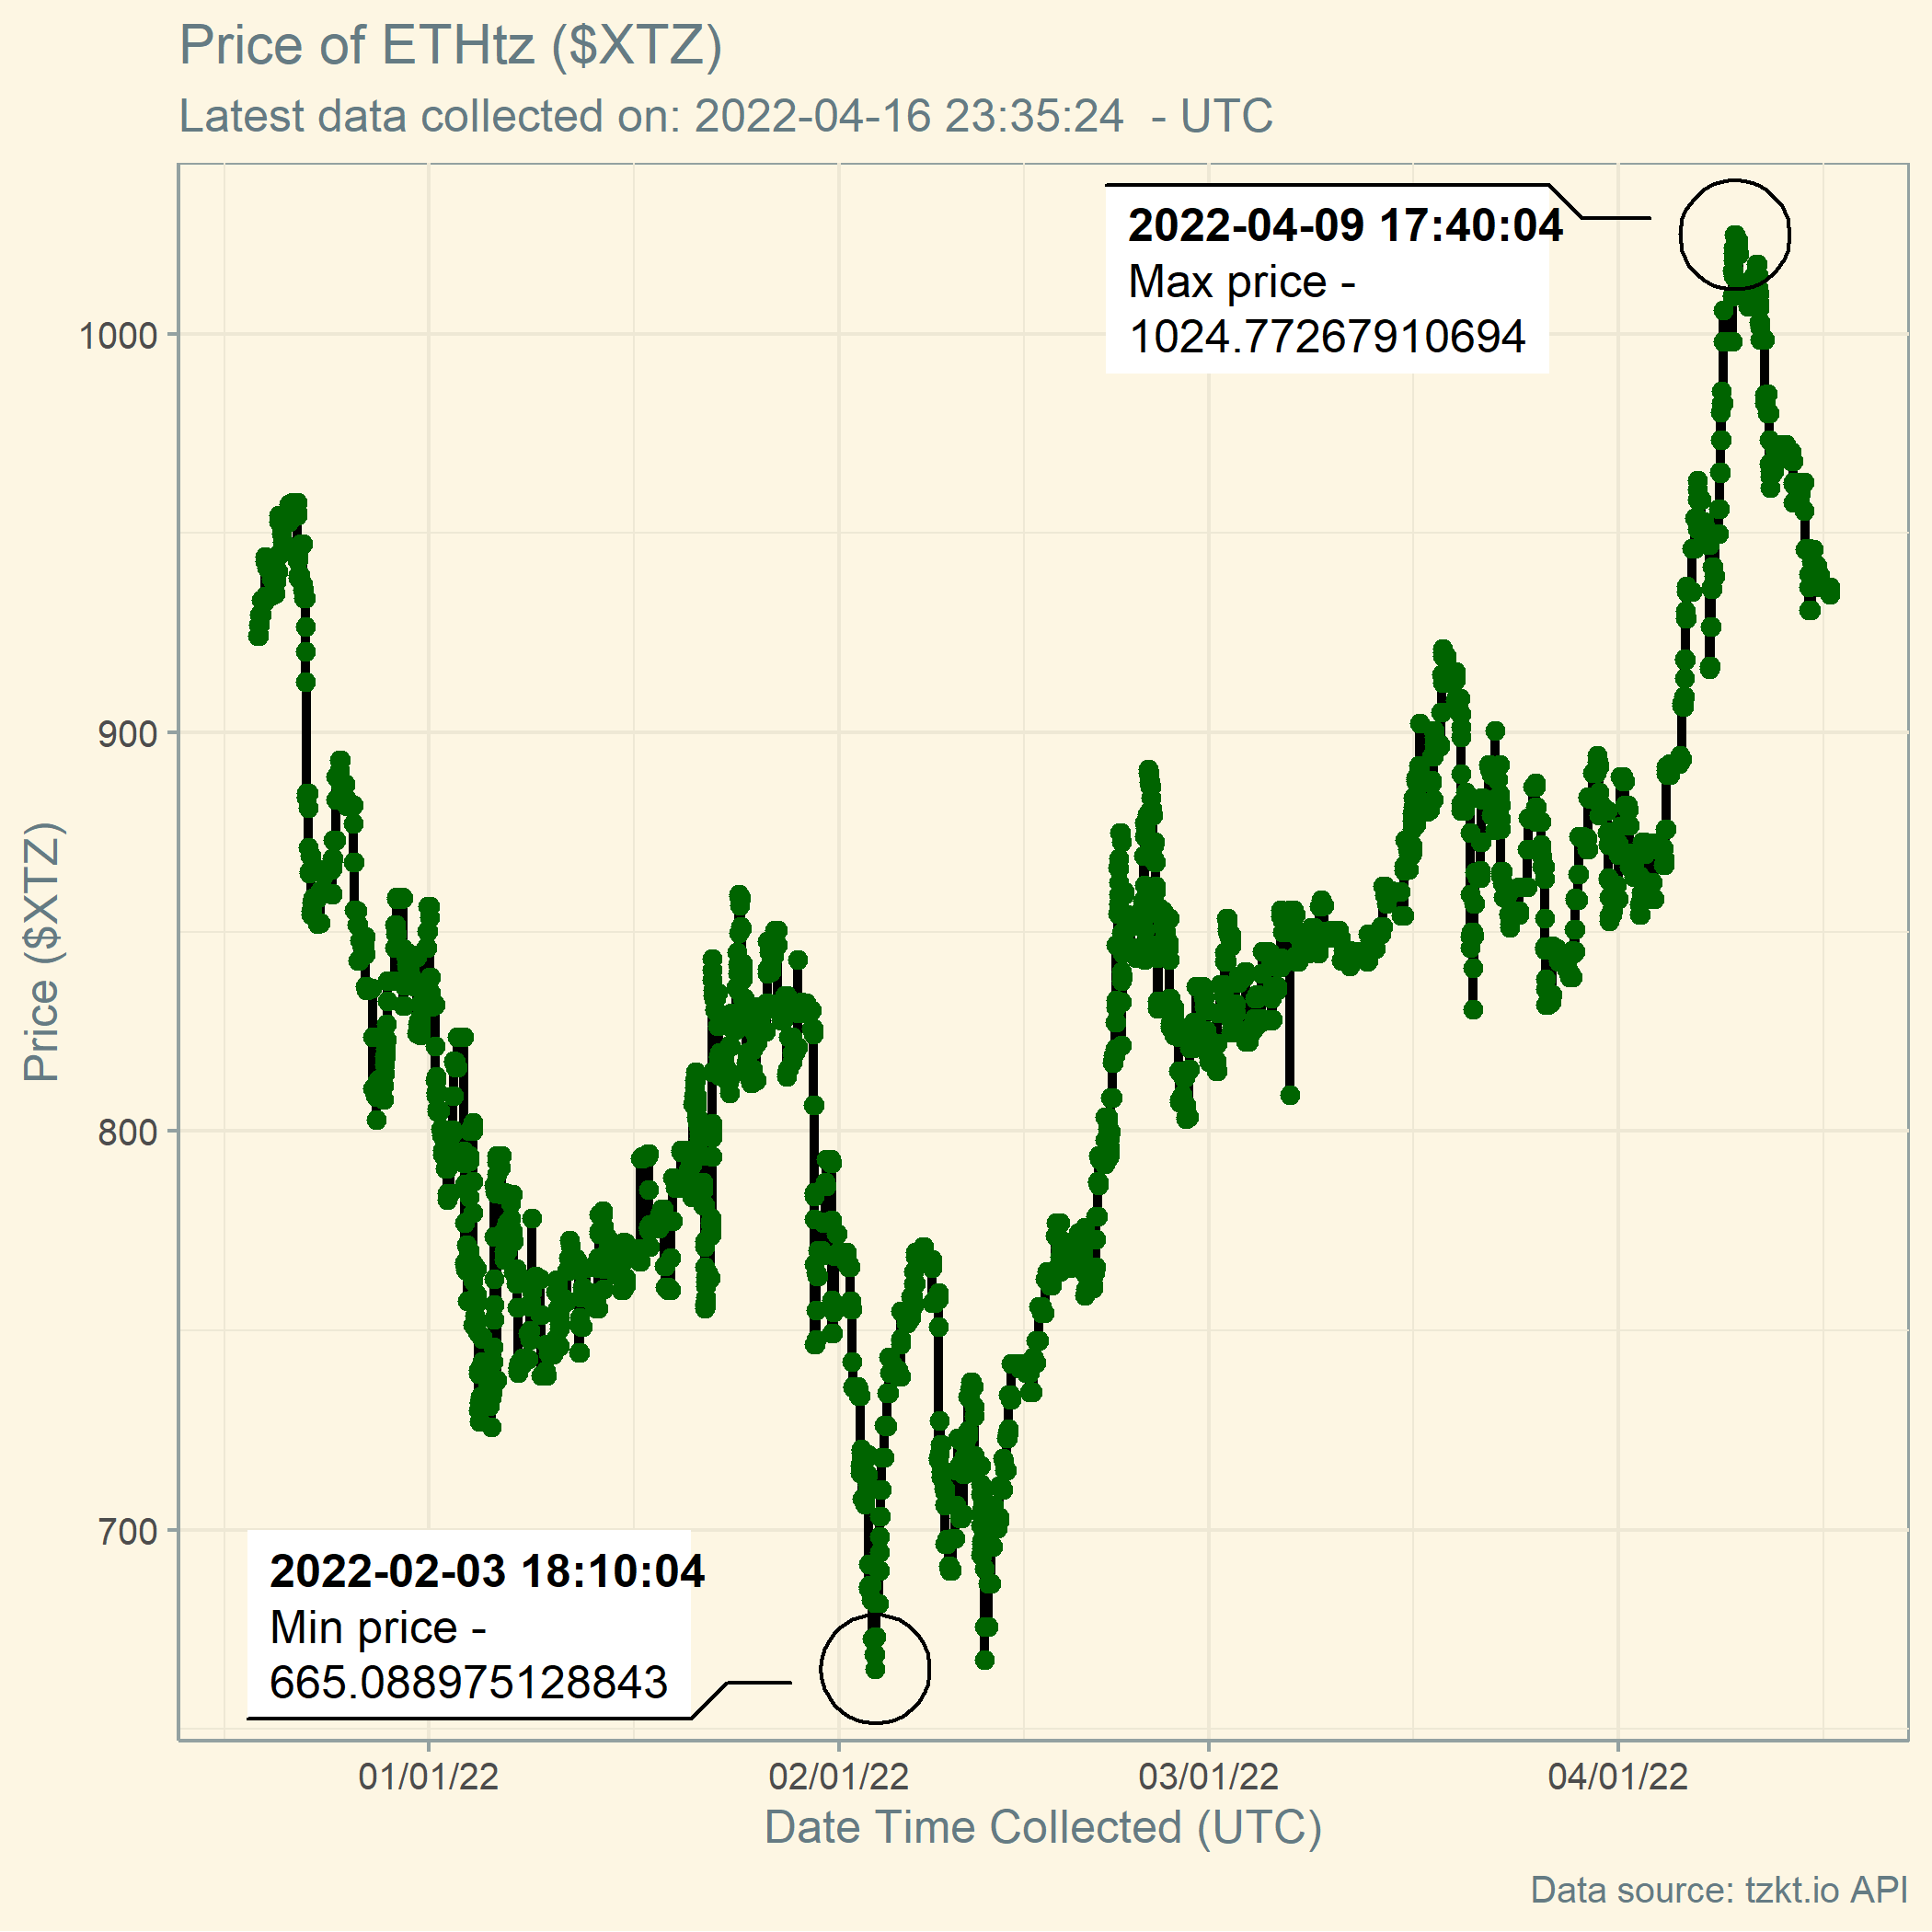 Price of ETHtz ($XTZ)
Latest data collected on: 2022-04-16 23:35:24  - UTC
2022-04-09 17:40:04
Max price -
1024.77267910694
1000
900
800
700
Price ($XTZ)
2022-02-03 18:10:04
Min price -
665.088975128843
01/01/22
02/01/22
03/01/22
04/01/22
Date Time Collected (UTC)
Data source: tzkt.io API